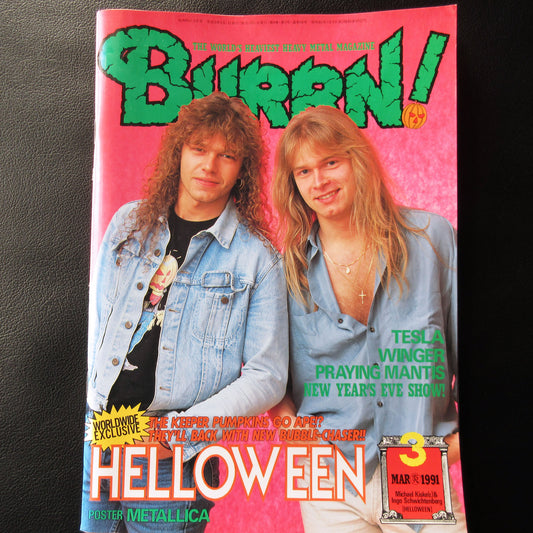 THE WORLD'S HEAVIEST HEAVY METAL MAGAZINE
BURRN!
TESLA
WINGER
PRAYING MANTIS
NEW YEAR'S EVE SHOW!
WORLDWIDE
EXCLUSIVE
THE KEEPER PUMPKINS GO APE!?
THEY'LL BACK WITH NEW BUBBLE-CHASER!!
HELLOWEEN
POSTER METALLICA
3
MAR 1991
Michael Kiske(L)&
Ingo Schwichtenberg
[HELLOWEEN]